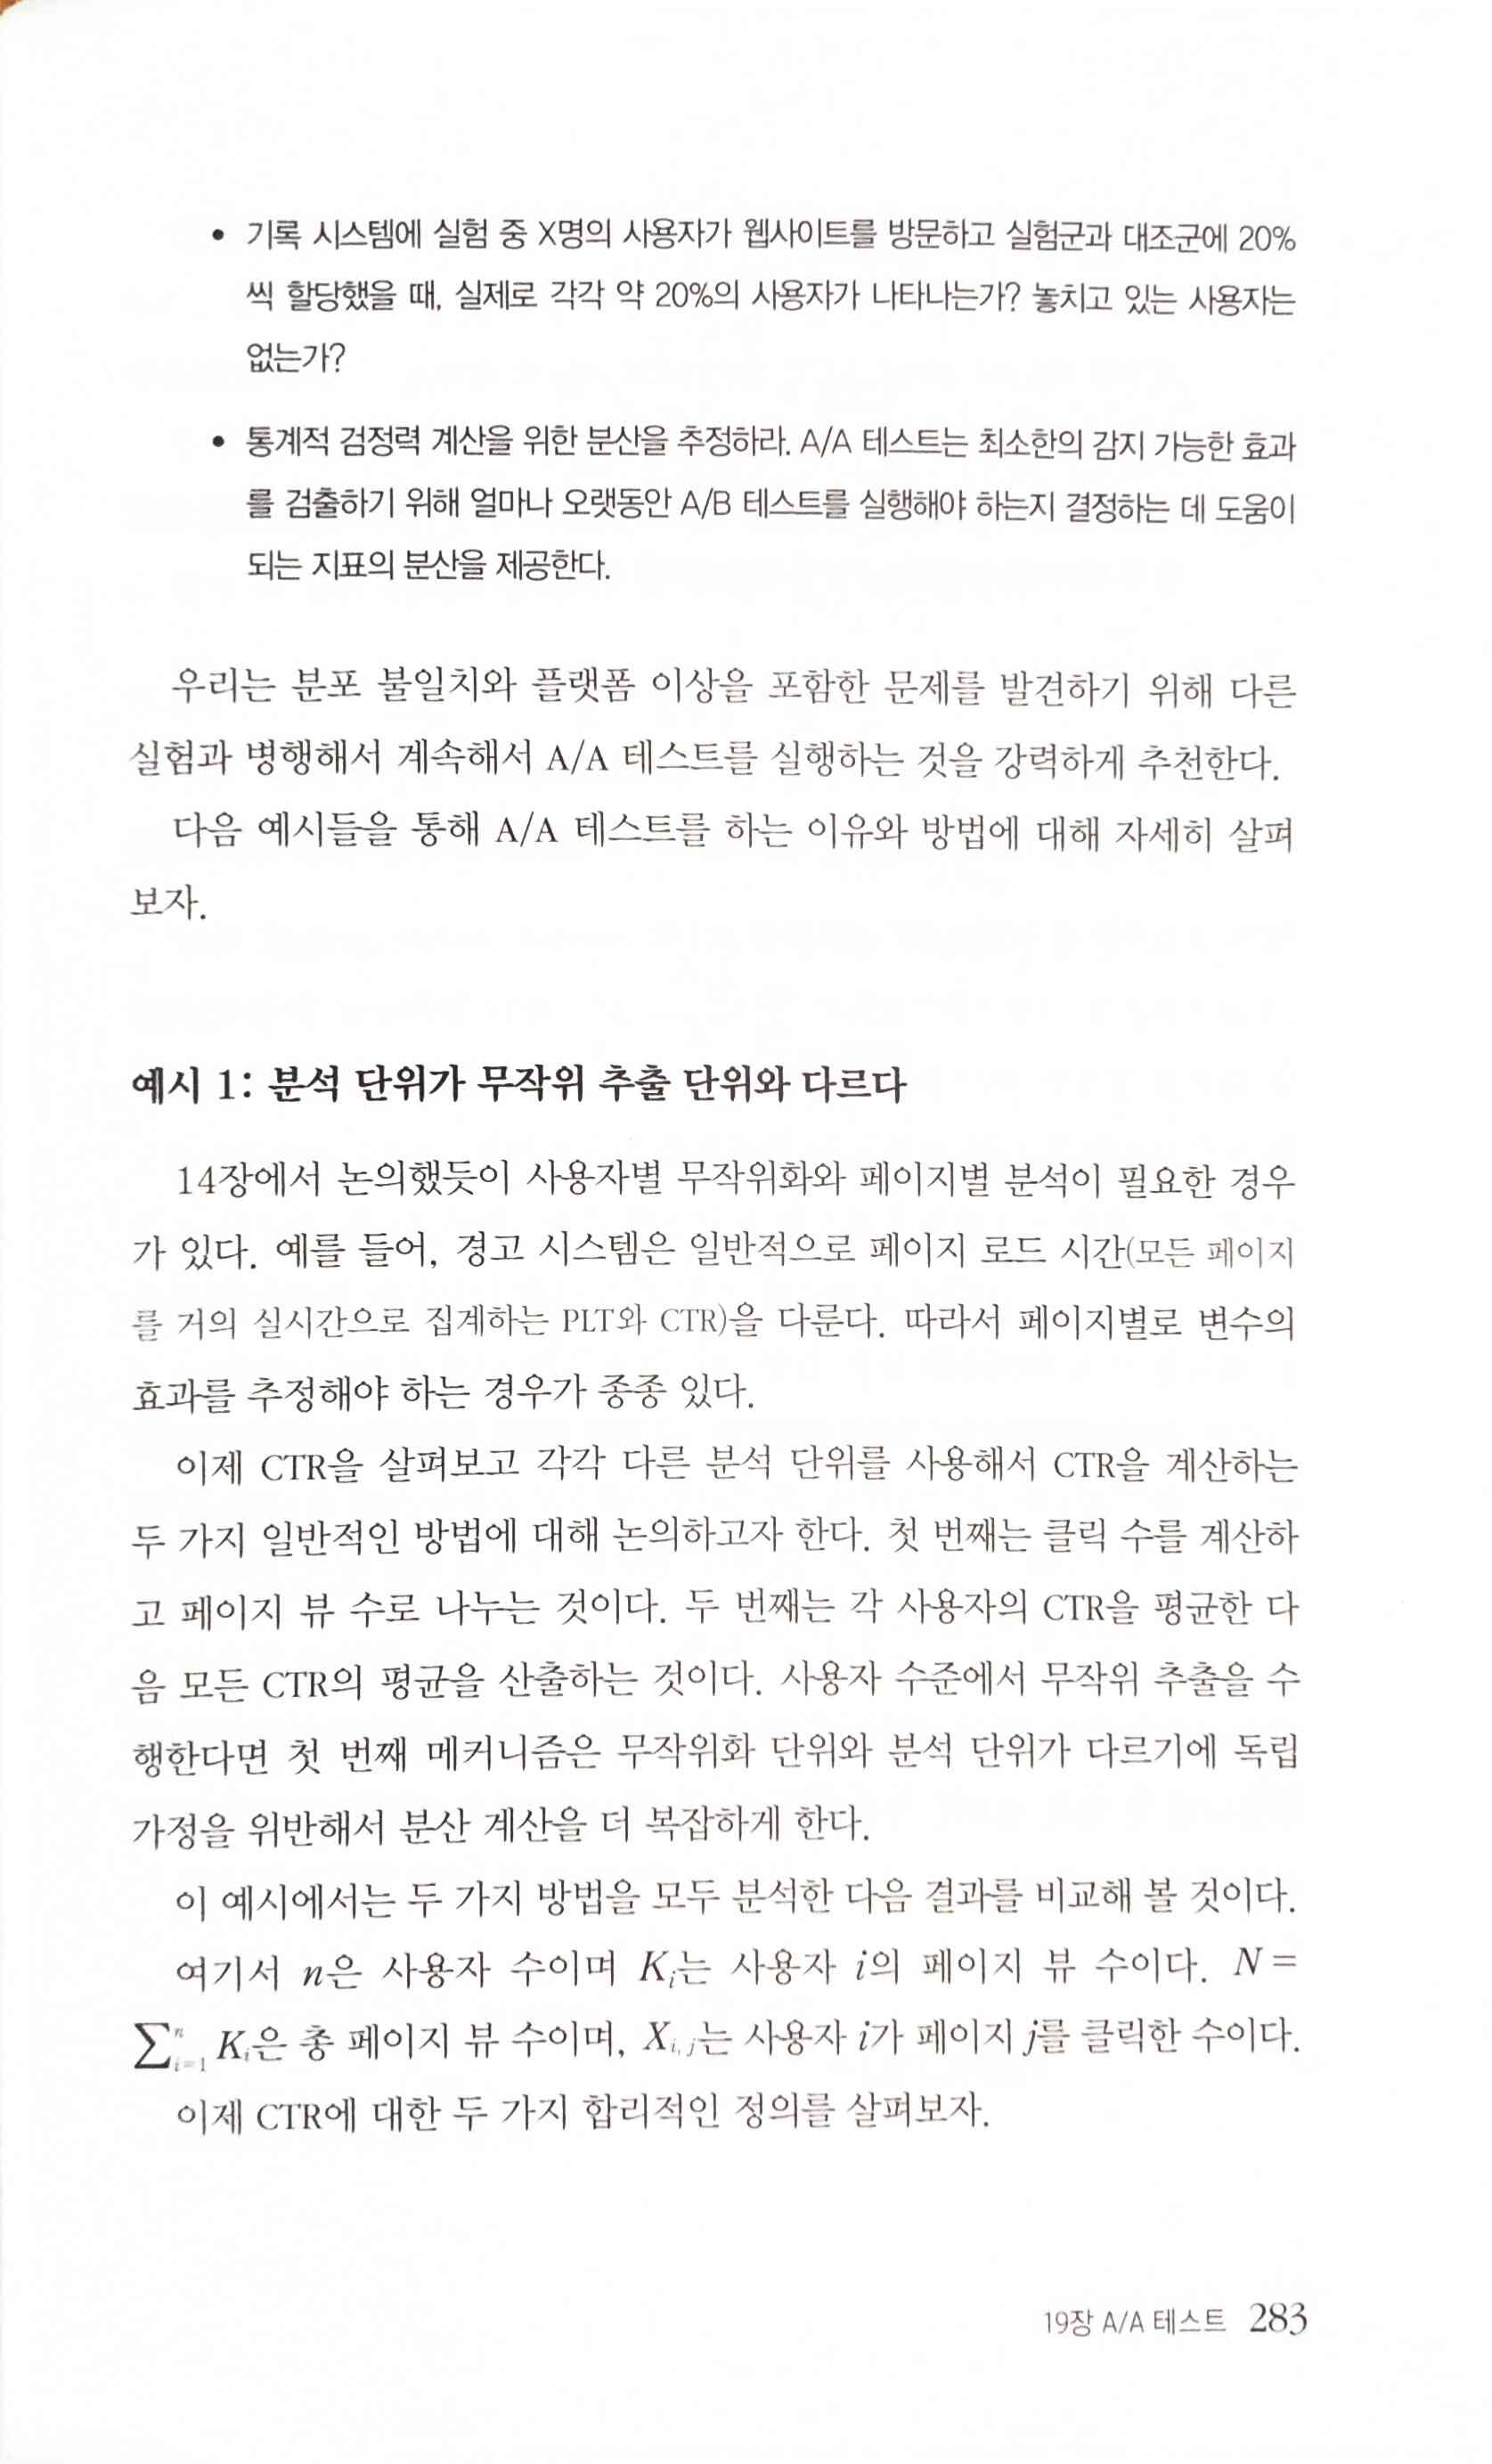 • 기록 시스템에 실험 중 X명의 사용자가 웹사이트를 방문하고 실험군과 대조군에 20%
씩 할당했을 때, 실제로 각각 약 20%의 사용자가 나타나는가? 놓치고 있는 사용자는
없는가?
• 통계적 검정력 계산을 위한 분산을 추정하라. A/A 테스트는 최소한의 감지 가능한 효과
를 검출하기 위해 얼마나 오랫동안 A/B 테스트를 실행해야 하는지 결정하는 데 도움이
되는 지표의 분산을 제공한다.
우리는 분포 불일치와 플랫폼 이상을 포함한 문제를 발견하기 위해 다른
실험과 병행해서 계속해서 A/A 테스트를 실행하는 것을 강력하게 추천한다.
다음 예시들을 통해 A/A 테스트를 하는 이유와 방법에 대해 자세히 살펴
보자.
예시 1: 분석 단위가 무작위 추출 단위와 다르다
14장에서 논의했듯이 사용자별 무작위화와 페이지별 분석이 필요한 경우
가 있다. 예를 들어, 경고 시스템은 일반적으로 페이지 로드 시간(모든 페이지
를 거의 실시간으로 집계하는 PLT와 CTR)을 다룬다. 따라서 페이지별로 변수의
효과를 추정해야 하는 경우가 종종 있다.
이제 CTR을 살펴보고 각각 다른 분석 단위를 사용해서 CTR을 계산하는
두 가지 일반적인 방법에 대해 논의하고자 한다. 첫 번째는 클릭 수를 계산하
고 페이지 뷰 수로 나누는 것이다. 두 번째는 각 사용자의 CTR을 평균한 다
음 모든 CTR의 평균을 산출하는 것이다. 사용자 수준에서 무작위 추출을 수
행한다면 첫 번째 메커니즘은 무작위화 단위와 분석 단위가 다르기에 독립
가정을 위반해서 분산 계산을 더 복잡하게 한다.
이 예시에서는 두 가지 방법을 모두 분석한 다음 결과를 비교해 볼 것이다.
여기서 n은 사용자 수이며 K_i는 사용자 i의 페이지 뷰 수이다. N =
∑_{i=1}^{n} K_i은 총 페이지 뷰 수이며, X_{i,j}는 사용자 i가 페이지 j를 클릭한 수이다.
이제 CTR에 대한 두 가지 합리적인 정의를 살펴보자.
19장 A/A 테스트 283